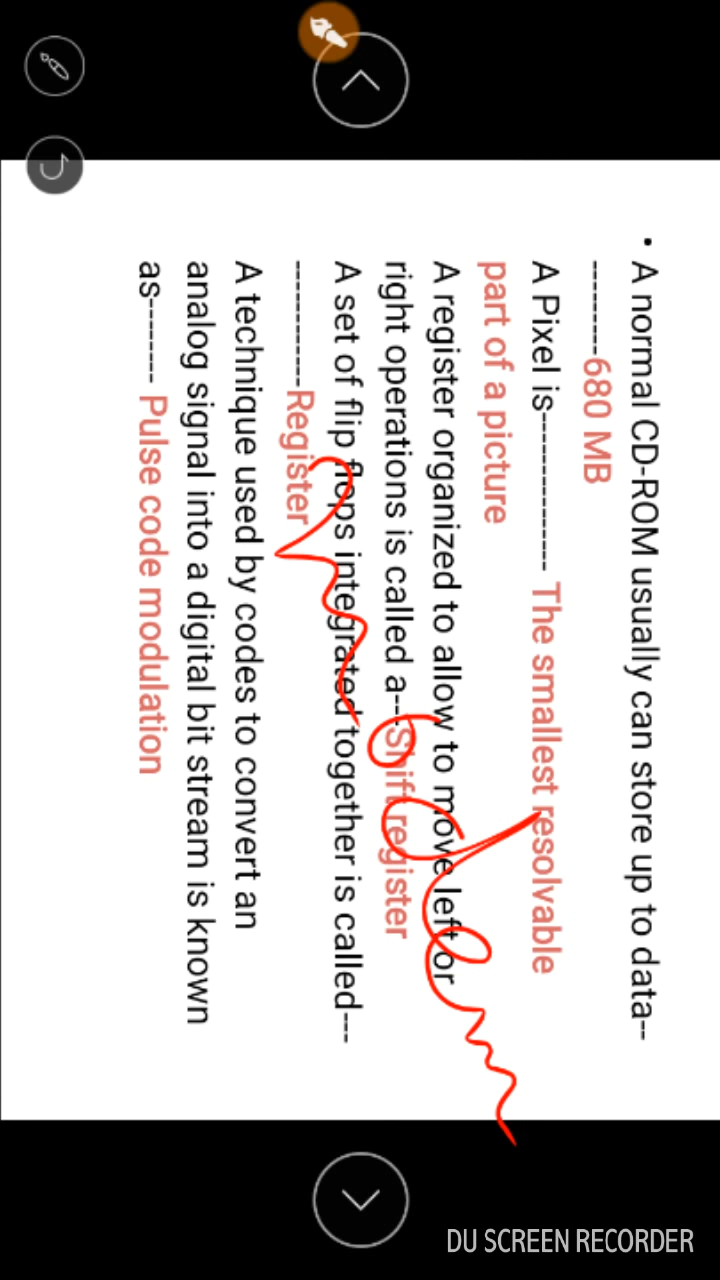 • A normal CD-ROM usually can store up to data--
----------680 MB
A Pixel is--------------- The smallest resolvable
part of a picture
A register organized to allow to move left or
right operations is called a---Shift register
A set of flip flops integrated together is called---
------------Register
A technique used by codes to convert an
analog signal into a digital bit stream is known
as------- Pulse code modulation
DU SCREEN RECORDER